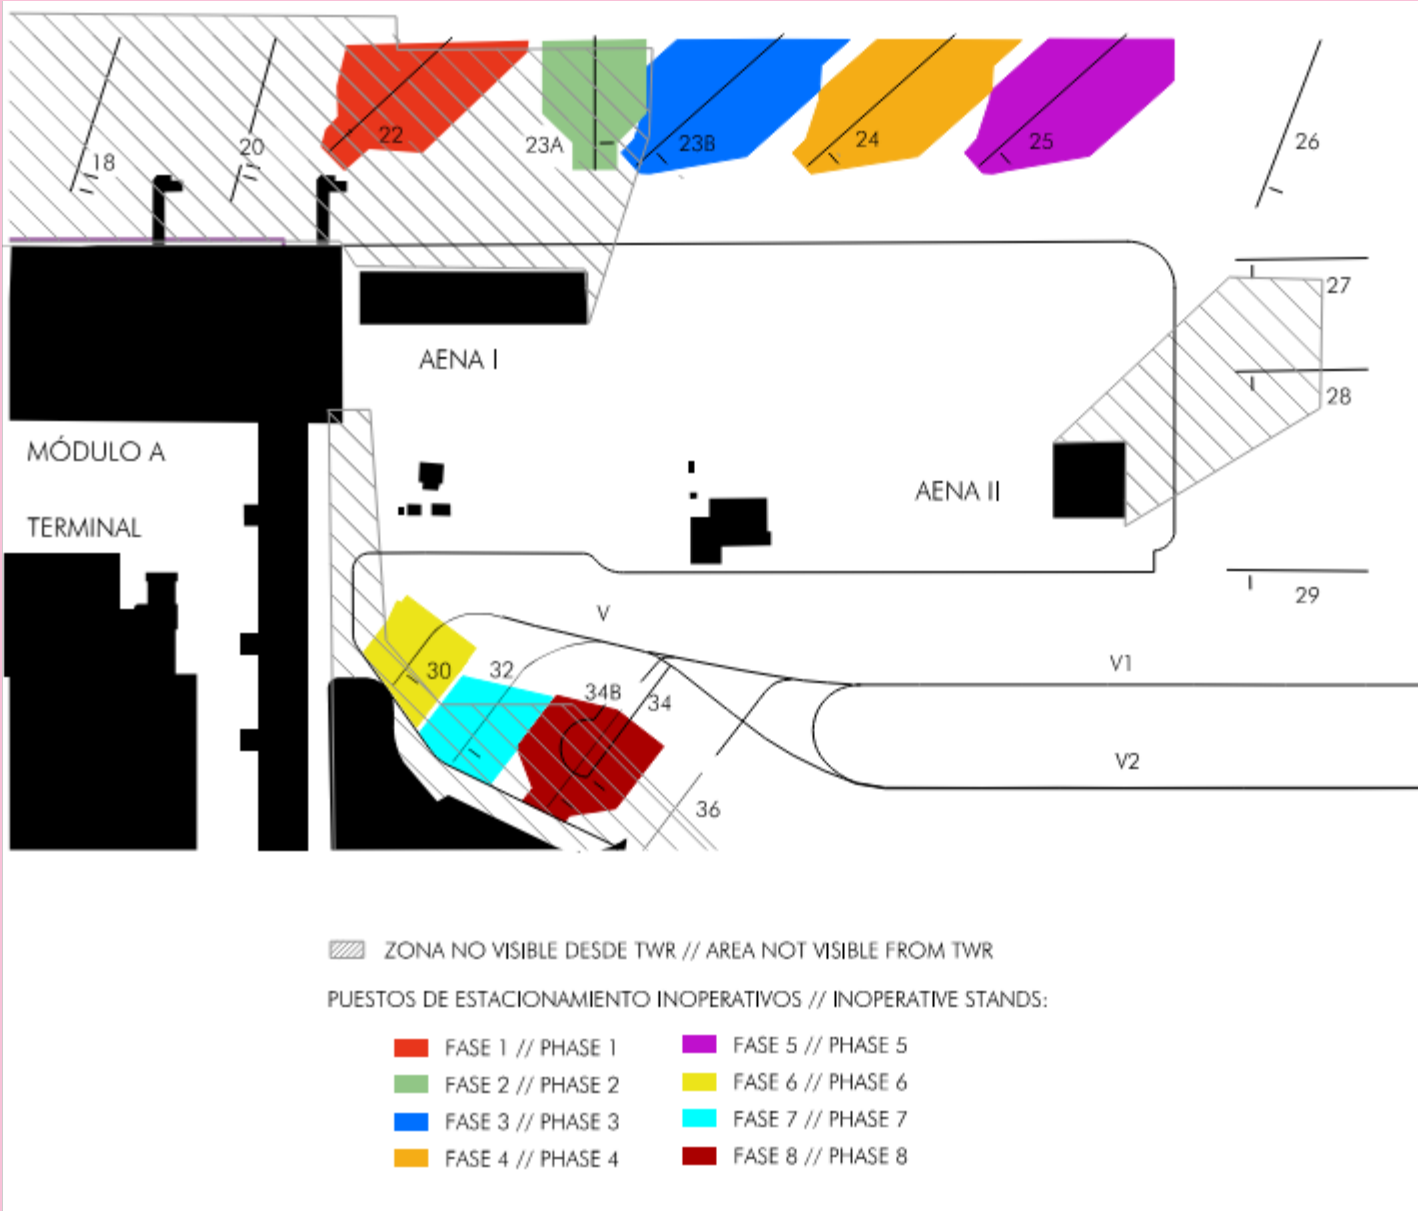 22
23A
23B
24
25
26
18
20
27
28
AENA I
MÓDULO A
AENA II
TERMINAL
29
V
V1
30
32
34B
34
V2
36
ZONA NO VISIBLE DESDE TWR // AREA NOT VISIBLE FROM TWR
PUESTOS DE ESTACIONAMIENTO INOPERATIVOS // INOPERATIVE STANDS:
FASE 1 // PHASE 1
FASE 2 // PHASE 2
FASE 3 // PHASE 3
FASE 4 // PHASE 4
FASE 5 // PHASE 5
FASE 6 // PHASE 6
FASE 7 // PHASE 7
FASE 8 // PHASE 8